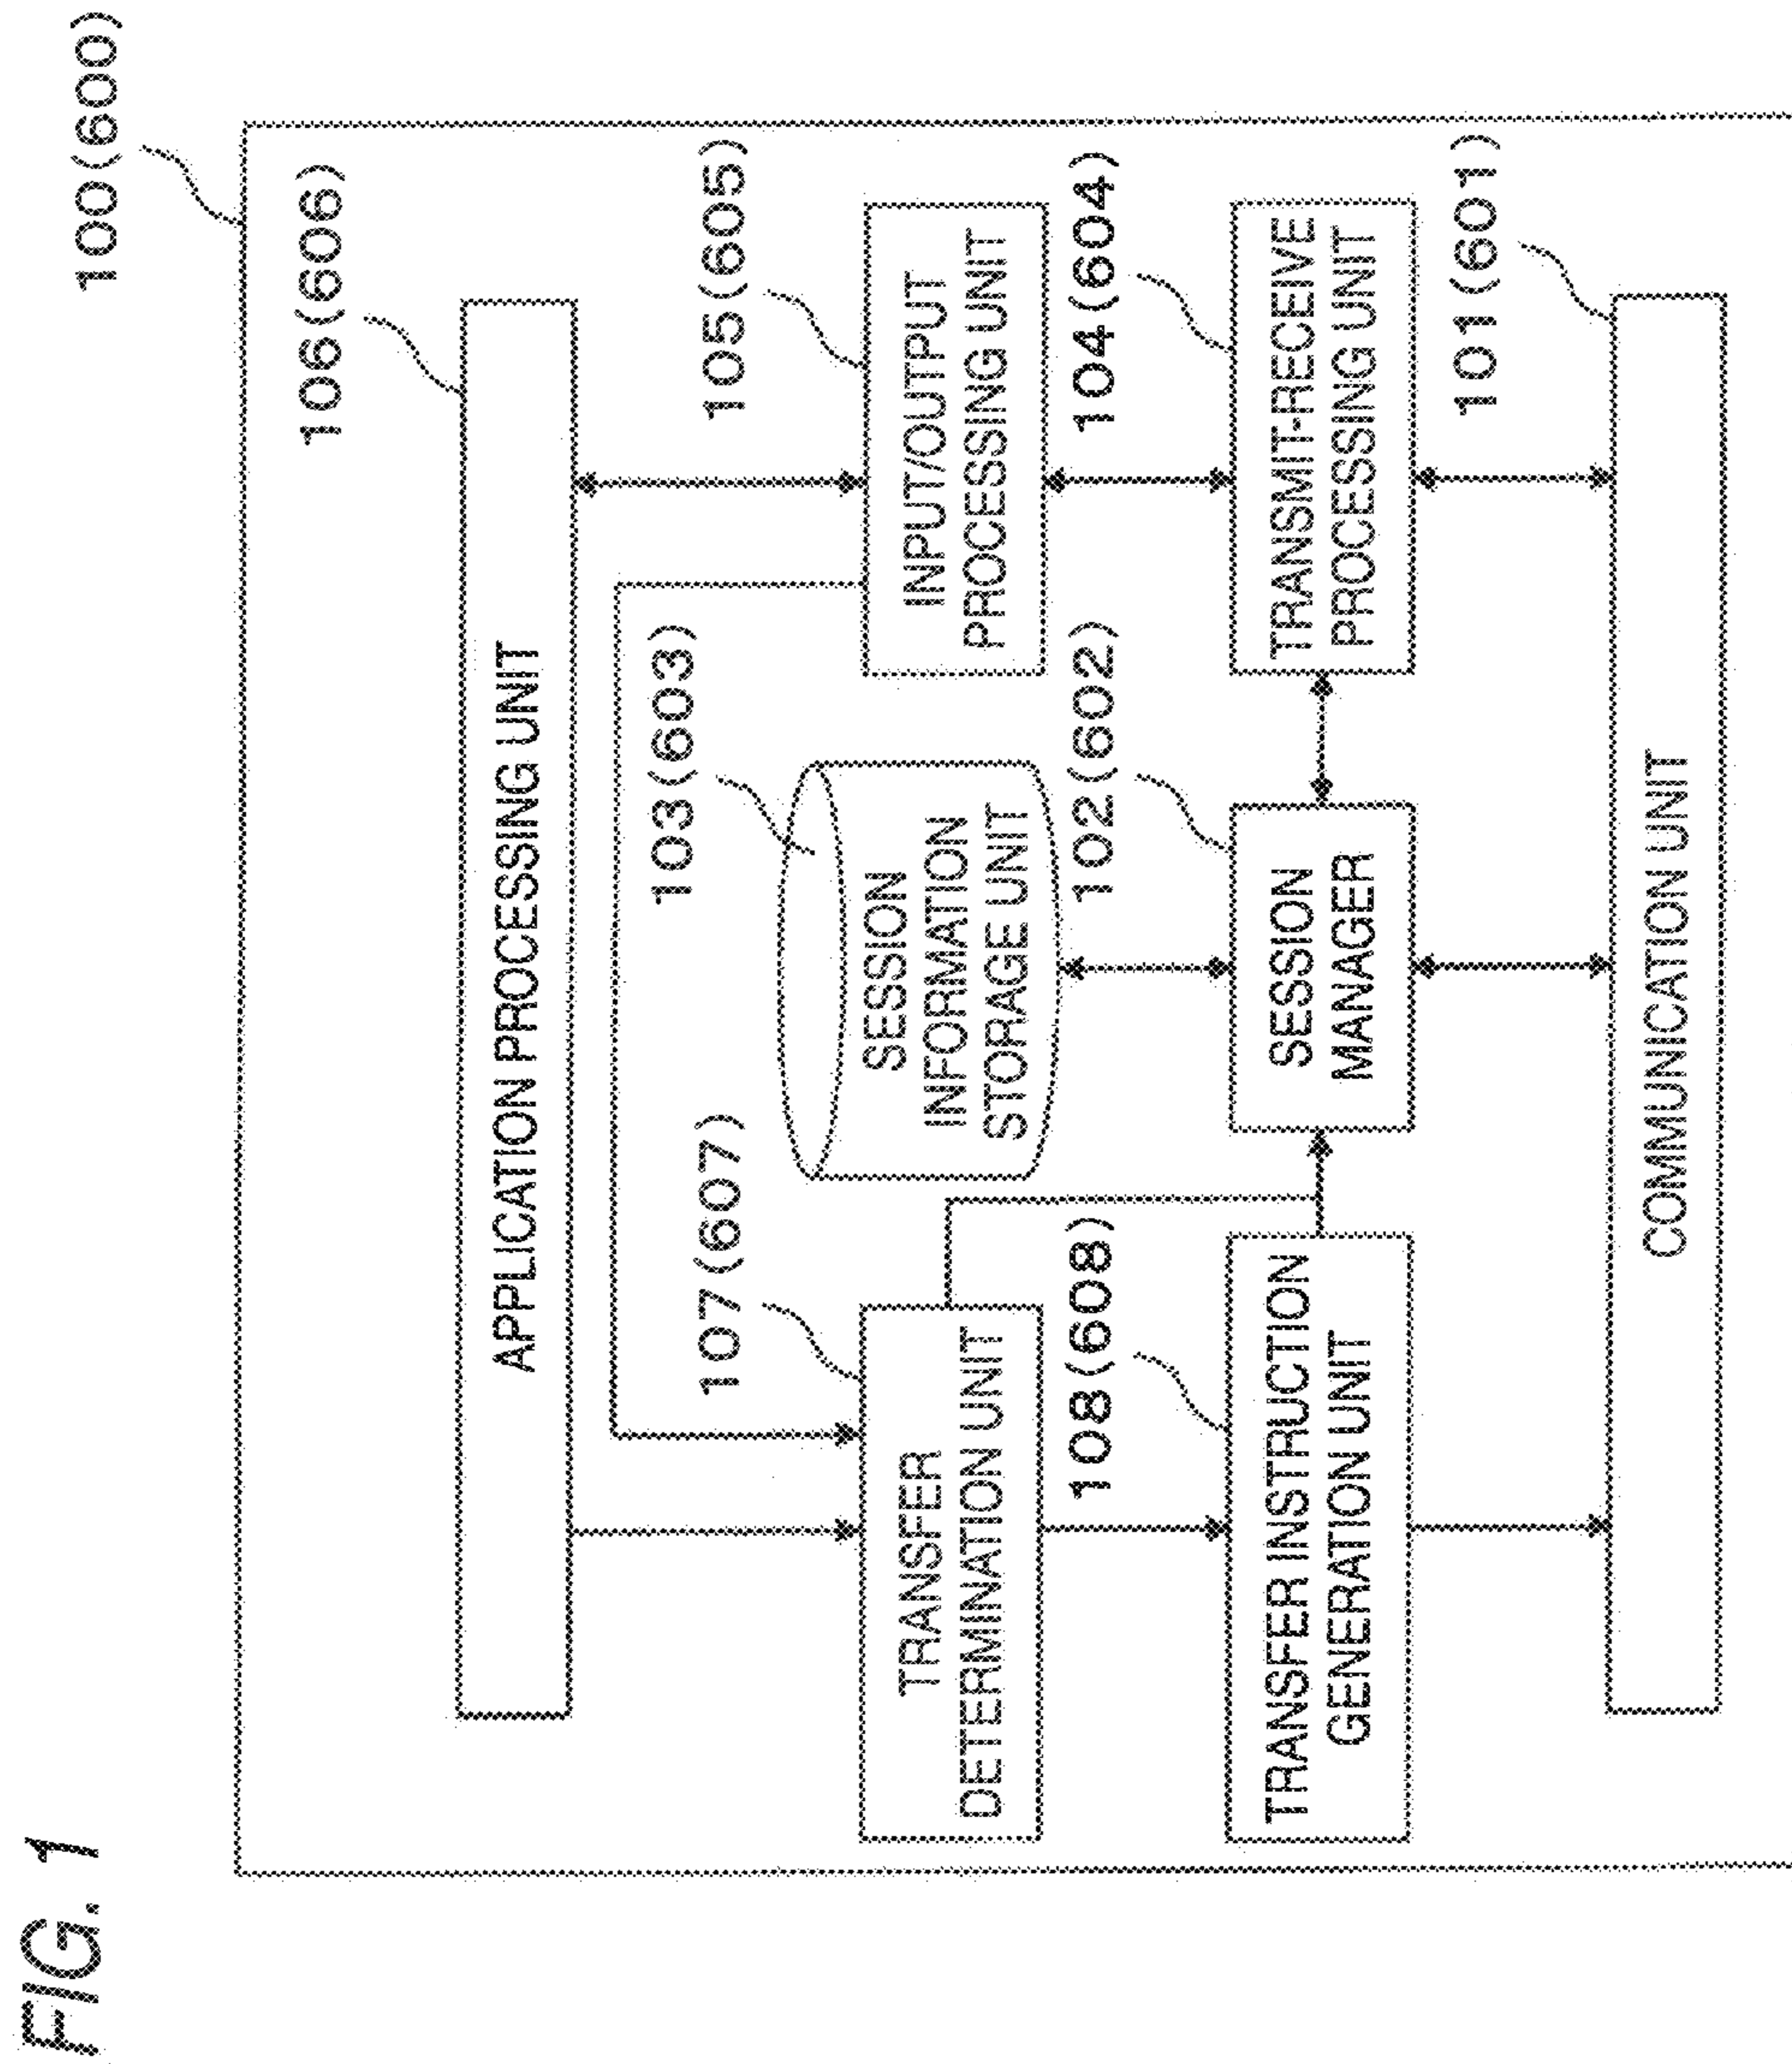 FIG. 1
100(600)
106(606)
APPLICATION PROCESSING UNIT
103(603)
105(605)
107(607)
TRANSFER
DETERMINATION UNIT
SESSION
INFORMATION
STORAGE UNIT
INPUT/OUTPUT
PROCESSING UNIT
108(608)
102(602)
104(604)
TRANSFER INSTRUCTION
GENERATION UNIT
SESSION
MANAGER
TRANSMIT-RECEIVE
PROCESSING UNIT
101(601)
COMMUNICATION UNIT